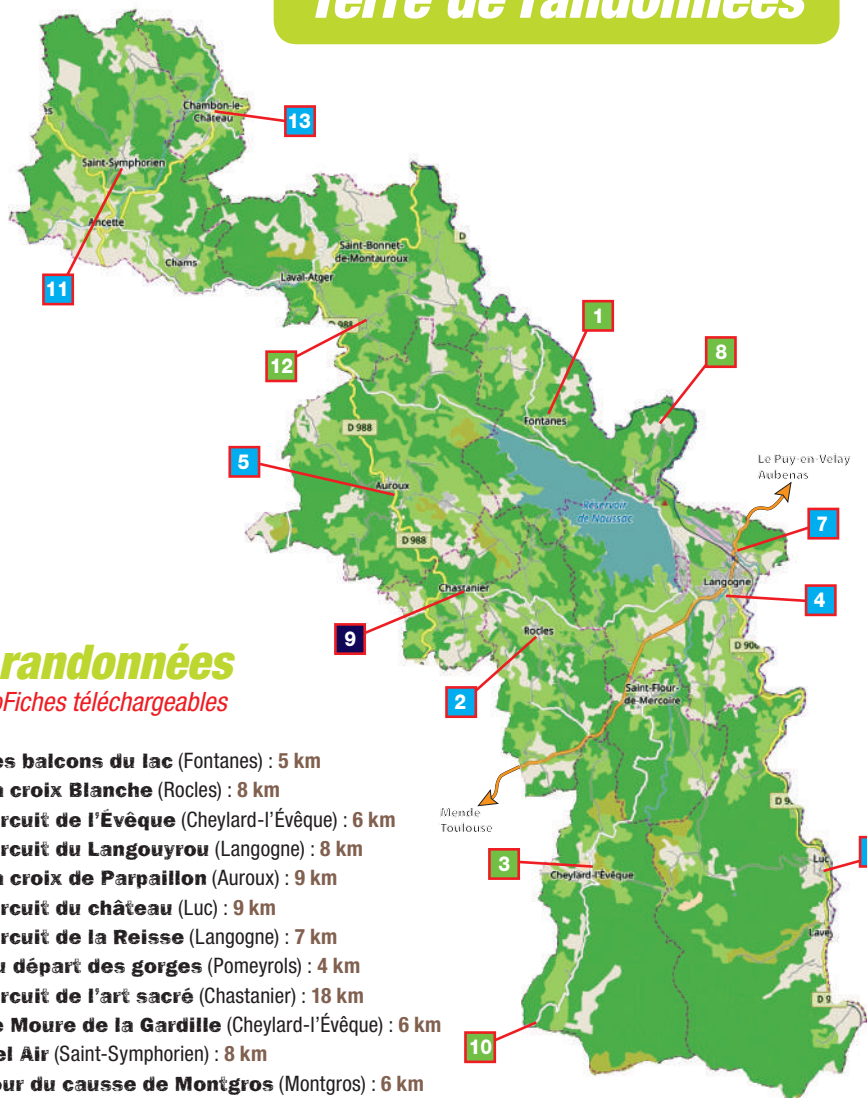 Terre de randonnées
Chambon-le-
Château
13
Saint-Symphorien
Ancette
Chams
11
Saint-Bonnet-
de-Montauroux
D
Laval-Atger
D 988
12
1
8
Fontanes
D 988
5
Auroux
Le Puy-en-Velay
Aubenas
Réservoir
de Naussac
7
D 988
Langogne
Chastanier
4
9
Rocles
D 906
2
Saint-Flour-
de-Mercoire
Mende
Toulouse
D 9
3
Cheylard-l'Évêque
Luc
Lave
D 9
10
randonnées
Fiches téléchargeables
es balcons du lac (Fontanes) : 5 km
a croix Blanche (Rocles) : 8 km
rcuit de l'Évêque (Cheylard-l'Évêque) : 6 km
rcuit du Langouyrou (Langogne) : 8 km
a croix de Parpaillon (Auroux) : 9 km
rcuit du château (Luc) : 9 km
rcuit de la Reisse (Langogne) : 7 km
u départ des gorges (Pomeyrols) : 4 km
rcuit de l'art sacré (Chastanier) : 18 km
e Moure de la Gardille (Cheylard-l'Évêque) : 6 km
el Air (Saint-Symphorien) : 8 km
our du causse de Montgros (Montgros) : 6 km